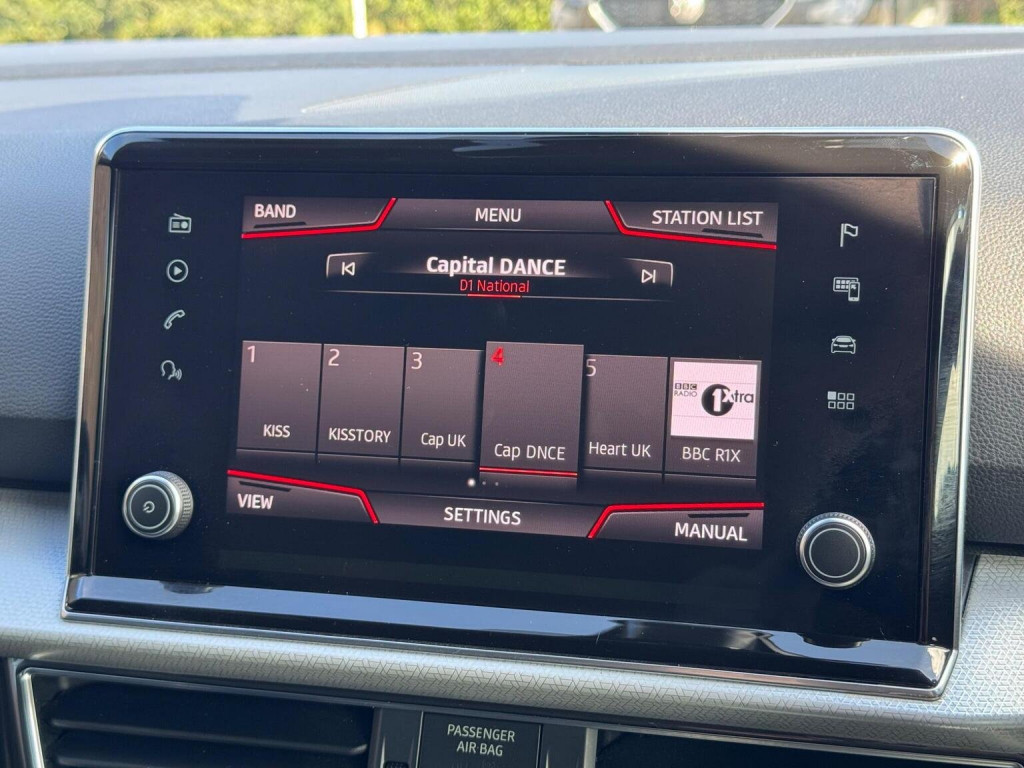 BAND
MENU
STATION LIST
Capital DANCE
D1 National
1
2
3
4
5
BBC
RADIO
1Xtra
KISS
KISSTORY
Cap UK
Cap DNCE
Heart UK
BBC R1X
VIEW
SETTINGS
MANUAL
PASSENGER
AIR BAG